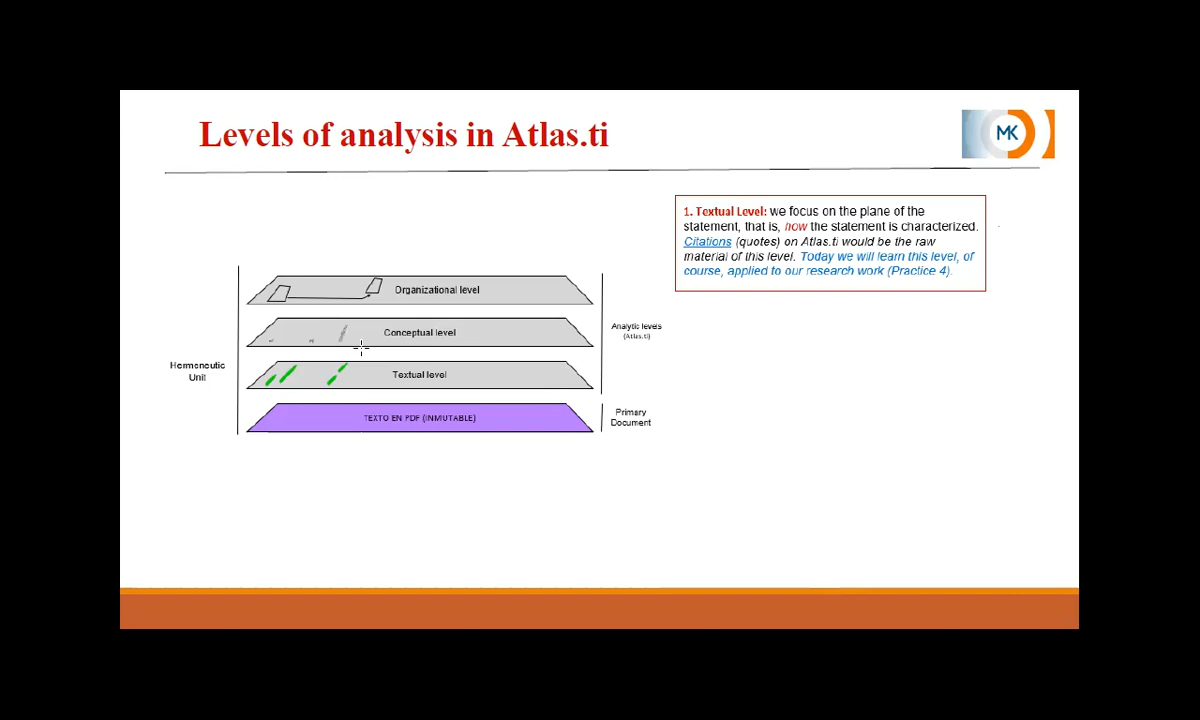 Levels of analysis in Atlas.ti
MK
1. Textual Level: we focus on the plane of the
statement, that is, how the statement is characterized.
Citations (quotes) on Atlas.ti would be the raw
material of this level. Today we will learn this level, of
course, applied to our research work (Practice 4).
Organizational level
Conceptual level
Textual level
TEXTO EN PDF (INMUTABLE)
Hermeneutic
Unit
Analytic levels
(Atlas.ti)
Primary
Document